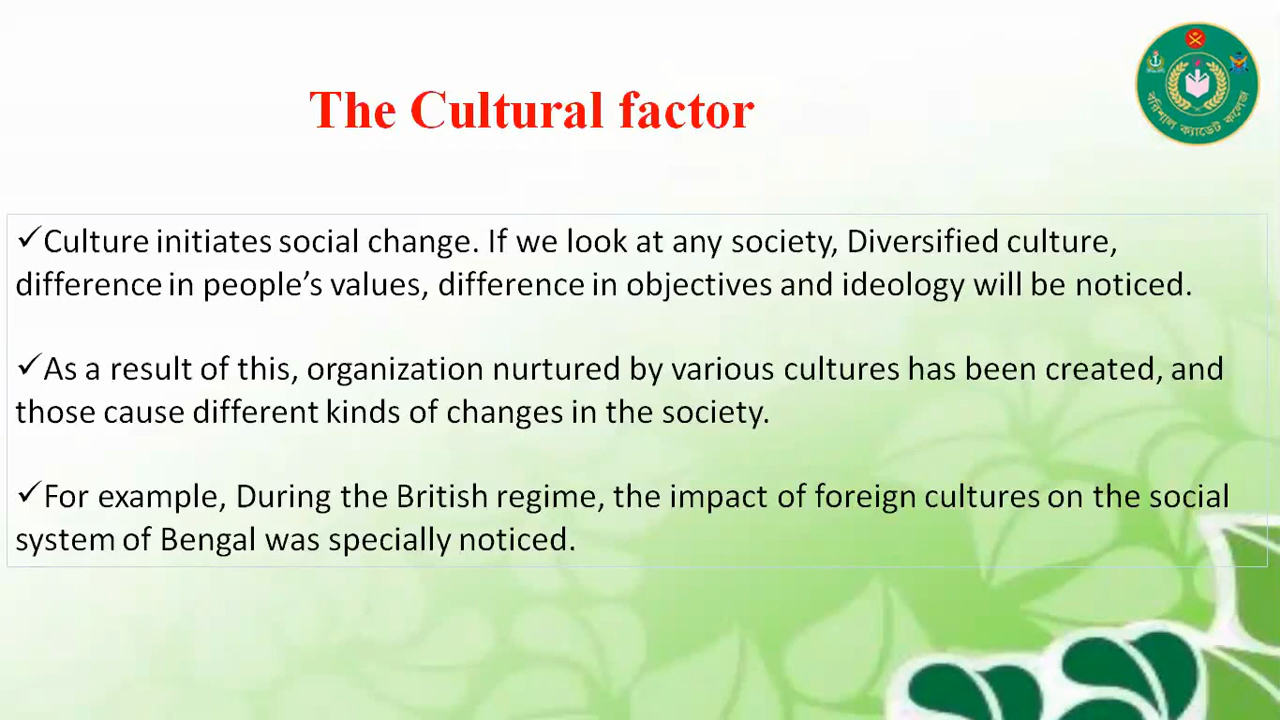 The Cultural factor
বরিশাল ক্যাডেট কলেজ
✓Culture initiates social change. If we look at any society, Diversified culture,
difference in people’s values, difference in objectives and ideology will be noticed.
✓As a result of this, organization nurtured by various cultures has been created, and
those cause different kinds of changes in the society.
✓For example, During the British regime, the impact of foreign cultures on the social
system of Bengal was specially noticed.